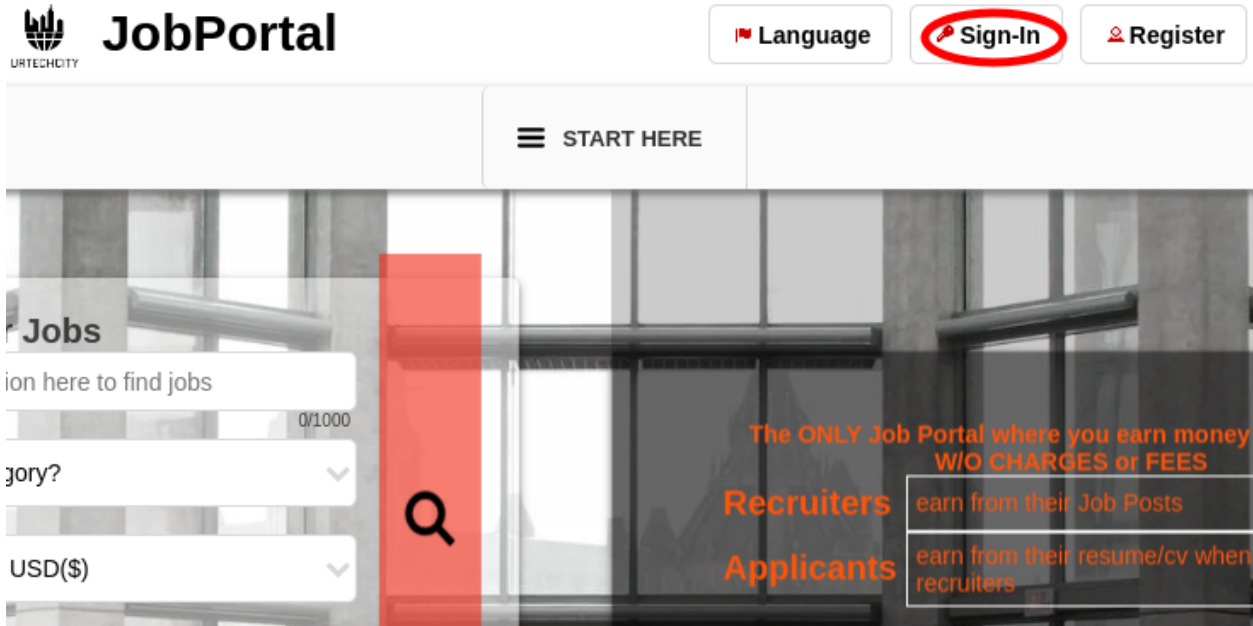 URTECHCITY
JobPortal
Language
Sign-In
Register
START HERE
Jobs
ion here to find jobs
0/1000
gory?
USD($)
The ONLY Job Portal where you earn money
W/O CHARGES or FEES
Recruiters
earn from their Job Posts
Applicants
earn from their resume/cv when
recruiters